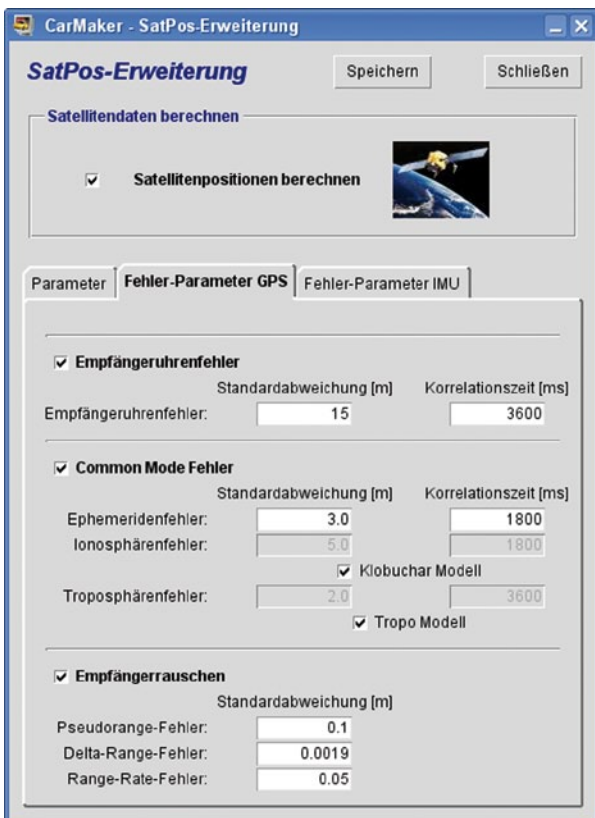 CarMaker - SatPos-Erweiterung
SatPos-Erweiterung Speichern Schließen
Satellitendaten berechnen
Satellitenpositionen berechnen
Parameter Fehler-Parameter GPS Fehler-Parameter IMU
Empfängeruhrenfehler
Standardabweichung [m] Korrelationszeit [ms]
Empfängeruhrenfehler: 15 3600
Common Mode Fehler
Standardabweichung [m] Korrelationszeit [ms]
Ephemeridenfehler: 3.0 1800
Ionosphärenfehler: 5.0 1800
Klobuchar Modell
Troposphärenfehler: 2.0 3600
Tropo Modell
Empfängerrauschen
Standardabweichung [m]
Pseudorange-Fehler: 0.1
Delta-Range-Fehler: 0.0019
Range-Rate-Fehler: 0.05